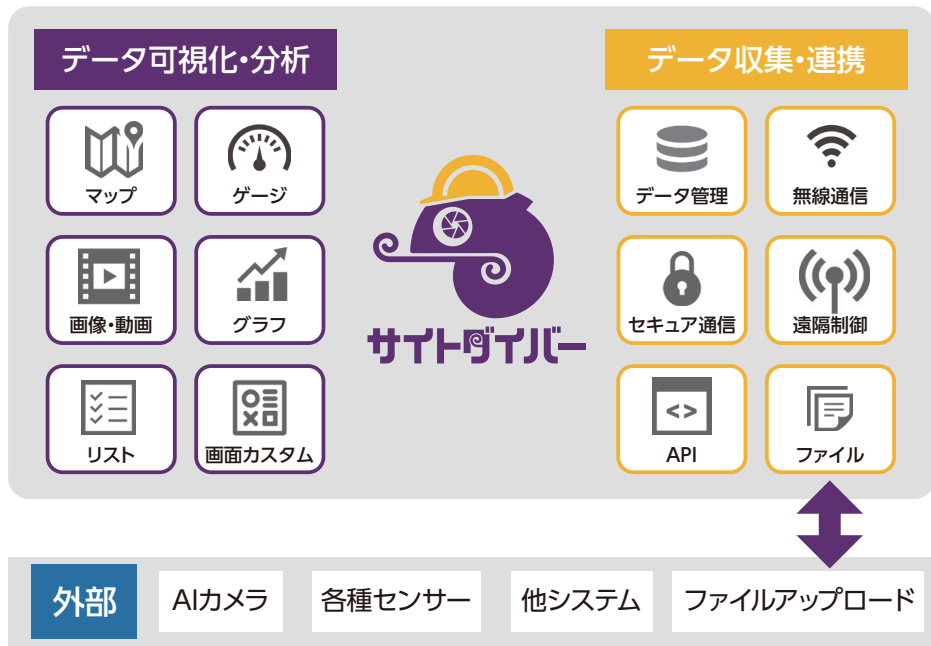 データ可視化・分析
マップ
ゲージ
画像・動画
グラフ
リスト
画面カスタム
サイトダイバー
データ収集・連携
データ管理
無線通信
セキュア通信
遠隔制御
<>
API
ファイル
外部
AIカメラ
各種センサー
他システム
ファイルアップロード